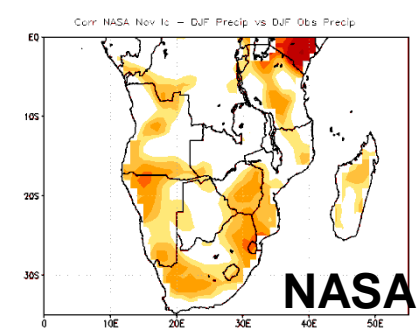 Corr NASA Nov Ic – DJF Precip vs DJF Obs Precip
EQ
10S
20S
30S
0
10E
20E
30E
40E
50E
NASA